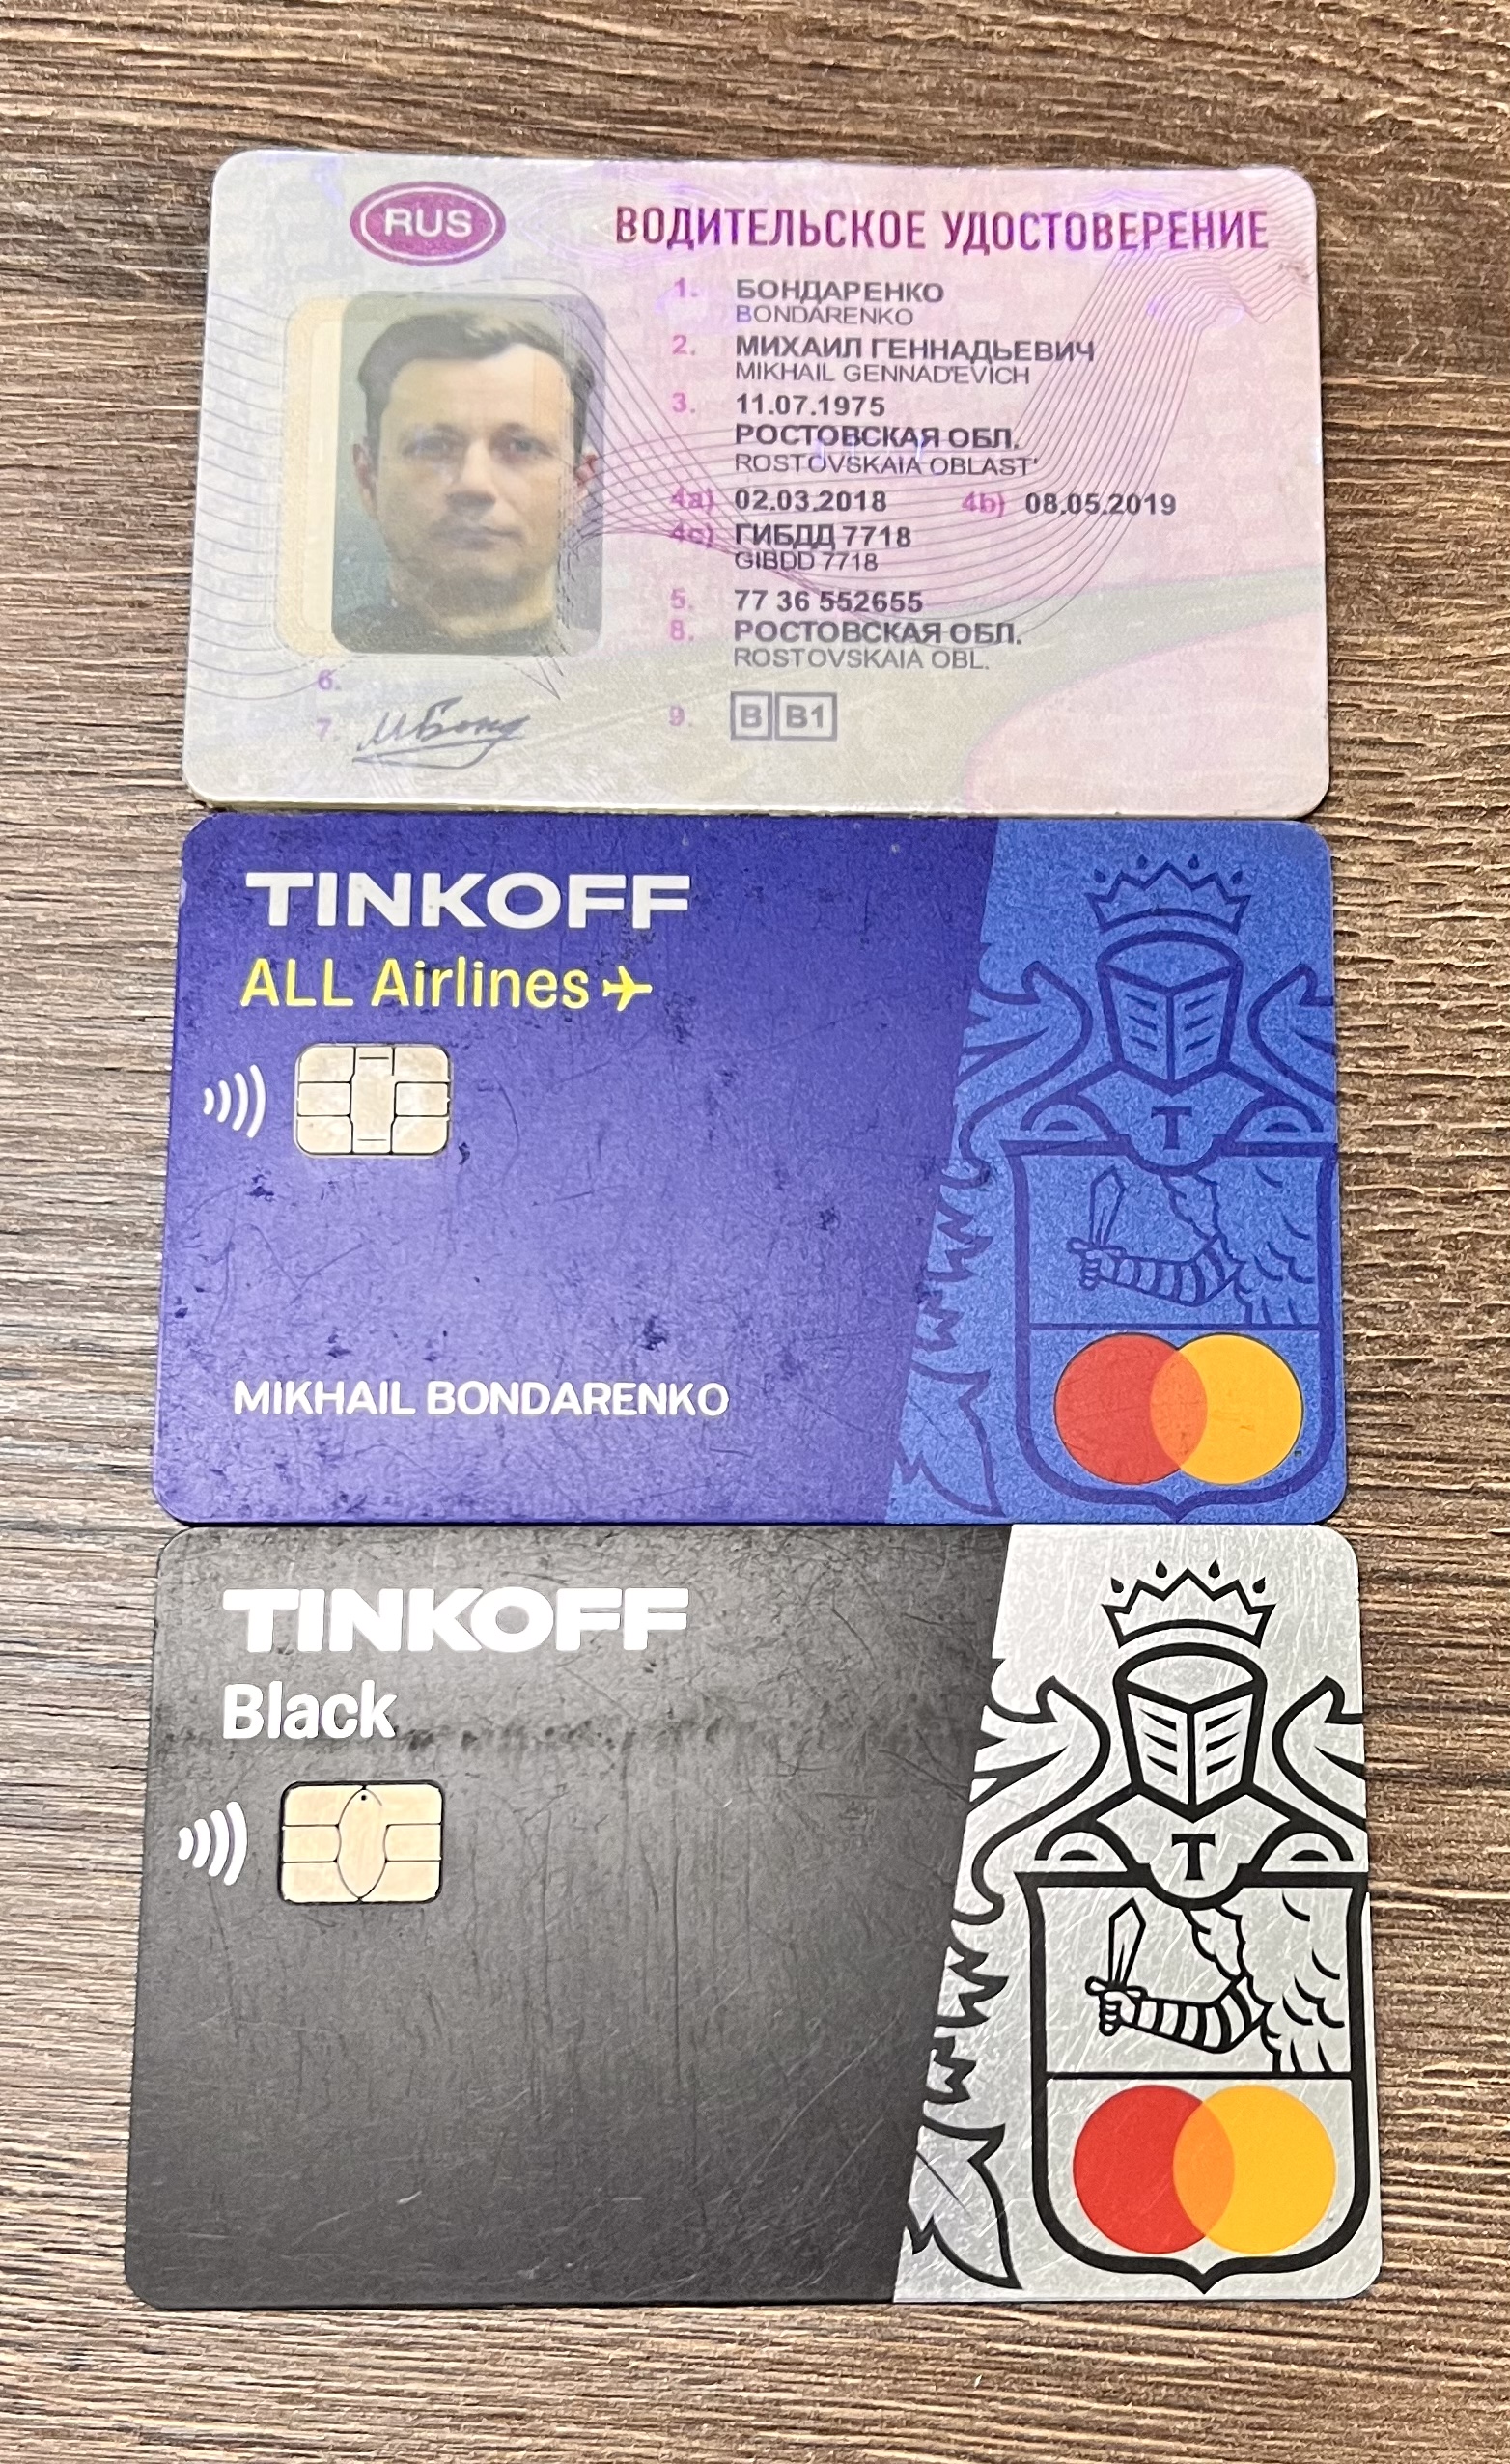 RUS
ВОДИТЕЛЬСКОЕ УДОСТОВЕРЕНИЕ
1. БОНДАРЕНКО
BONDARENKO
2. МИХАИЛ ГЕННАДЬЕВИЧ
MIKHAIL GENNAD'EVICH
3. 11.07.1975
РОСТОВСКАЯ ОБЛ.
ROSTOVSKAIA OBLAST'
4a) 02.03.2018 4b) 08.05.2019
4c) ГИБДД 7718
GIBDD 7718
5. 77 36 552655
8. РОСТОВСКАЯ ОБЛ.
ROSTOVSKAIA OBL.
6.
7. МБонд
9. B B1
TINKOFF
ALL Airlines
T
MIKHAIL BONDARENKO
TINKOFF
Black
T